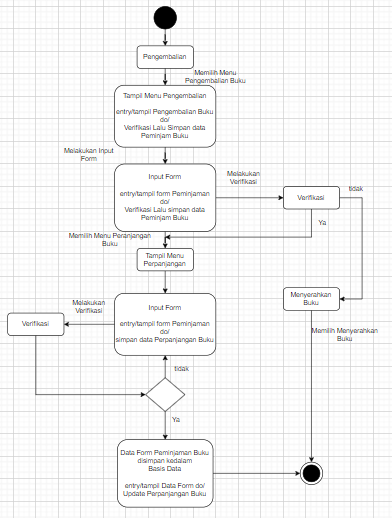 Pengembalian
Memilih Menu
Pengembalian Buku
Tampil Menu Pengembalian
entry/tampil Pengembalian Buku
do/
Verifikasi Lalu Simpan data
Peminjam Buku
Melakukan Input
Form
Input Form
entry/tampil form Peminjaman
do/
Verifikasi Lalu simpan data
Peminjam Buku
Melakukan
Verifikasi
Verifikasi
tidak
Ya
Memilih Menu Peranjangan
Buku
Tampil Menu
Perpanjangan
Menyerahkan
Buku
Memilih Menyerahkan
Buku
Input Form
entry/tampil form Peminjaman
do/
simpan data Perpanjangan Buku
Melakukan
Verifikasi
Verifikasi
tidak
Ya
Data Form Peminjaman Buku
disimpan kedalam
Basis Data
entry/tampil Data Form do/
Update Perpanjangan Buku